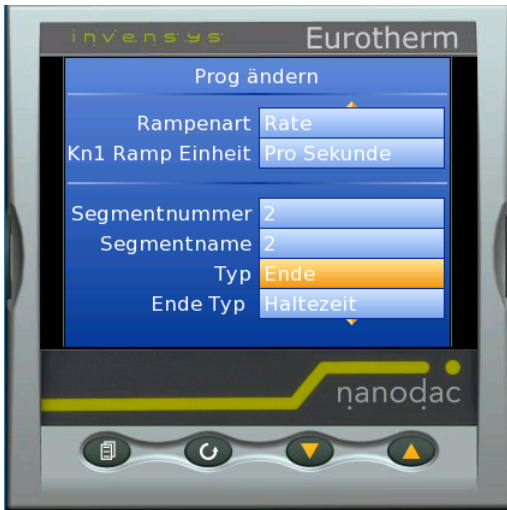 invensys Eurotherm
Prog ändern
Rampenart Rate
Kn1 Ramp Einheit Pro Sekunde
Segmentnummer 2
Segmentname 2
Typ Ende
Ende Typ Haltezeit
nanodac